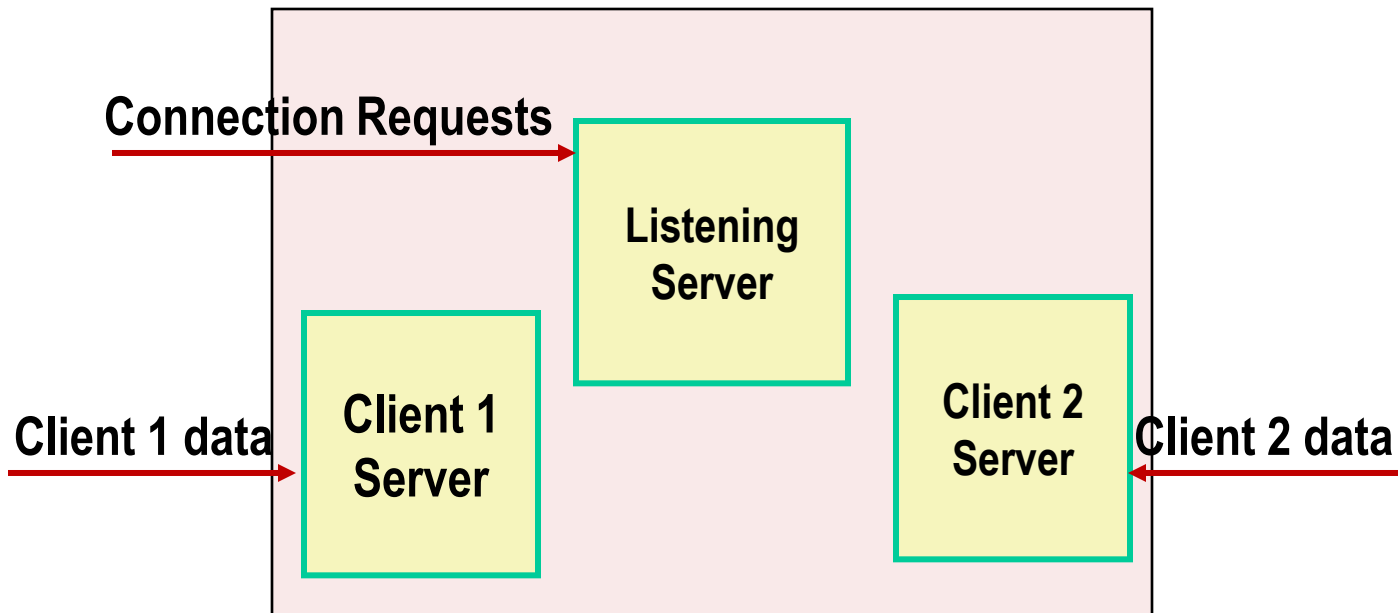 Connection Requests
Listening
Server
Client 1 data
Client 1
Server
Client 2
Server
Client 2 data